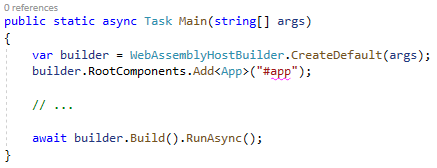 0 references
public static async Task Main(string[] args)
{
    var builder = WebAssemblyHostBuilder.CreateDefault(args);
    builder.RootComponents.Add<App>("#app");
    // ...
    await builder.Build().RunAsync();
}